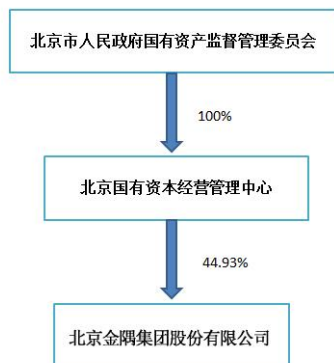 北京市人民政府国有资产监督管理委员会
100%
北京国有资本经营管理中心
44.93%
北京金隅集团股份有限公司